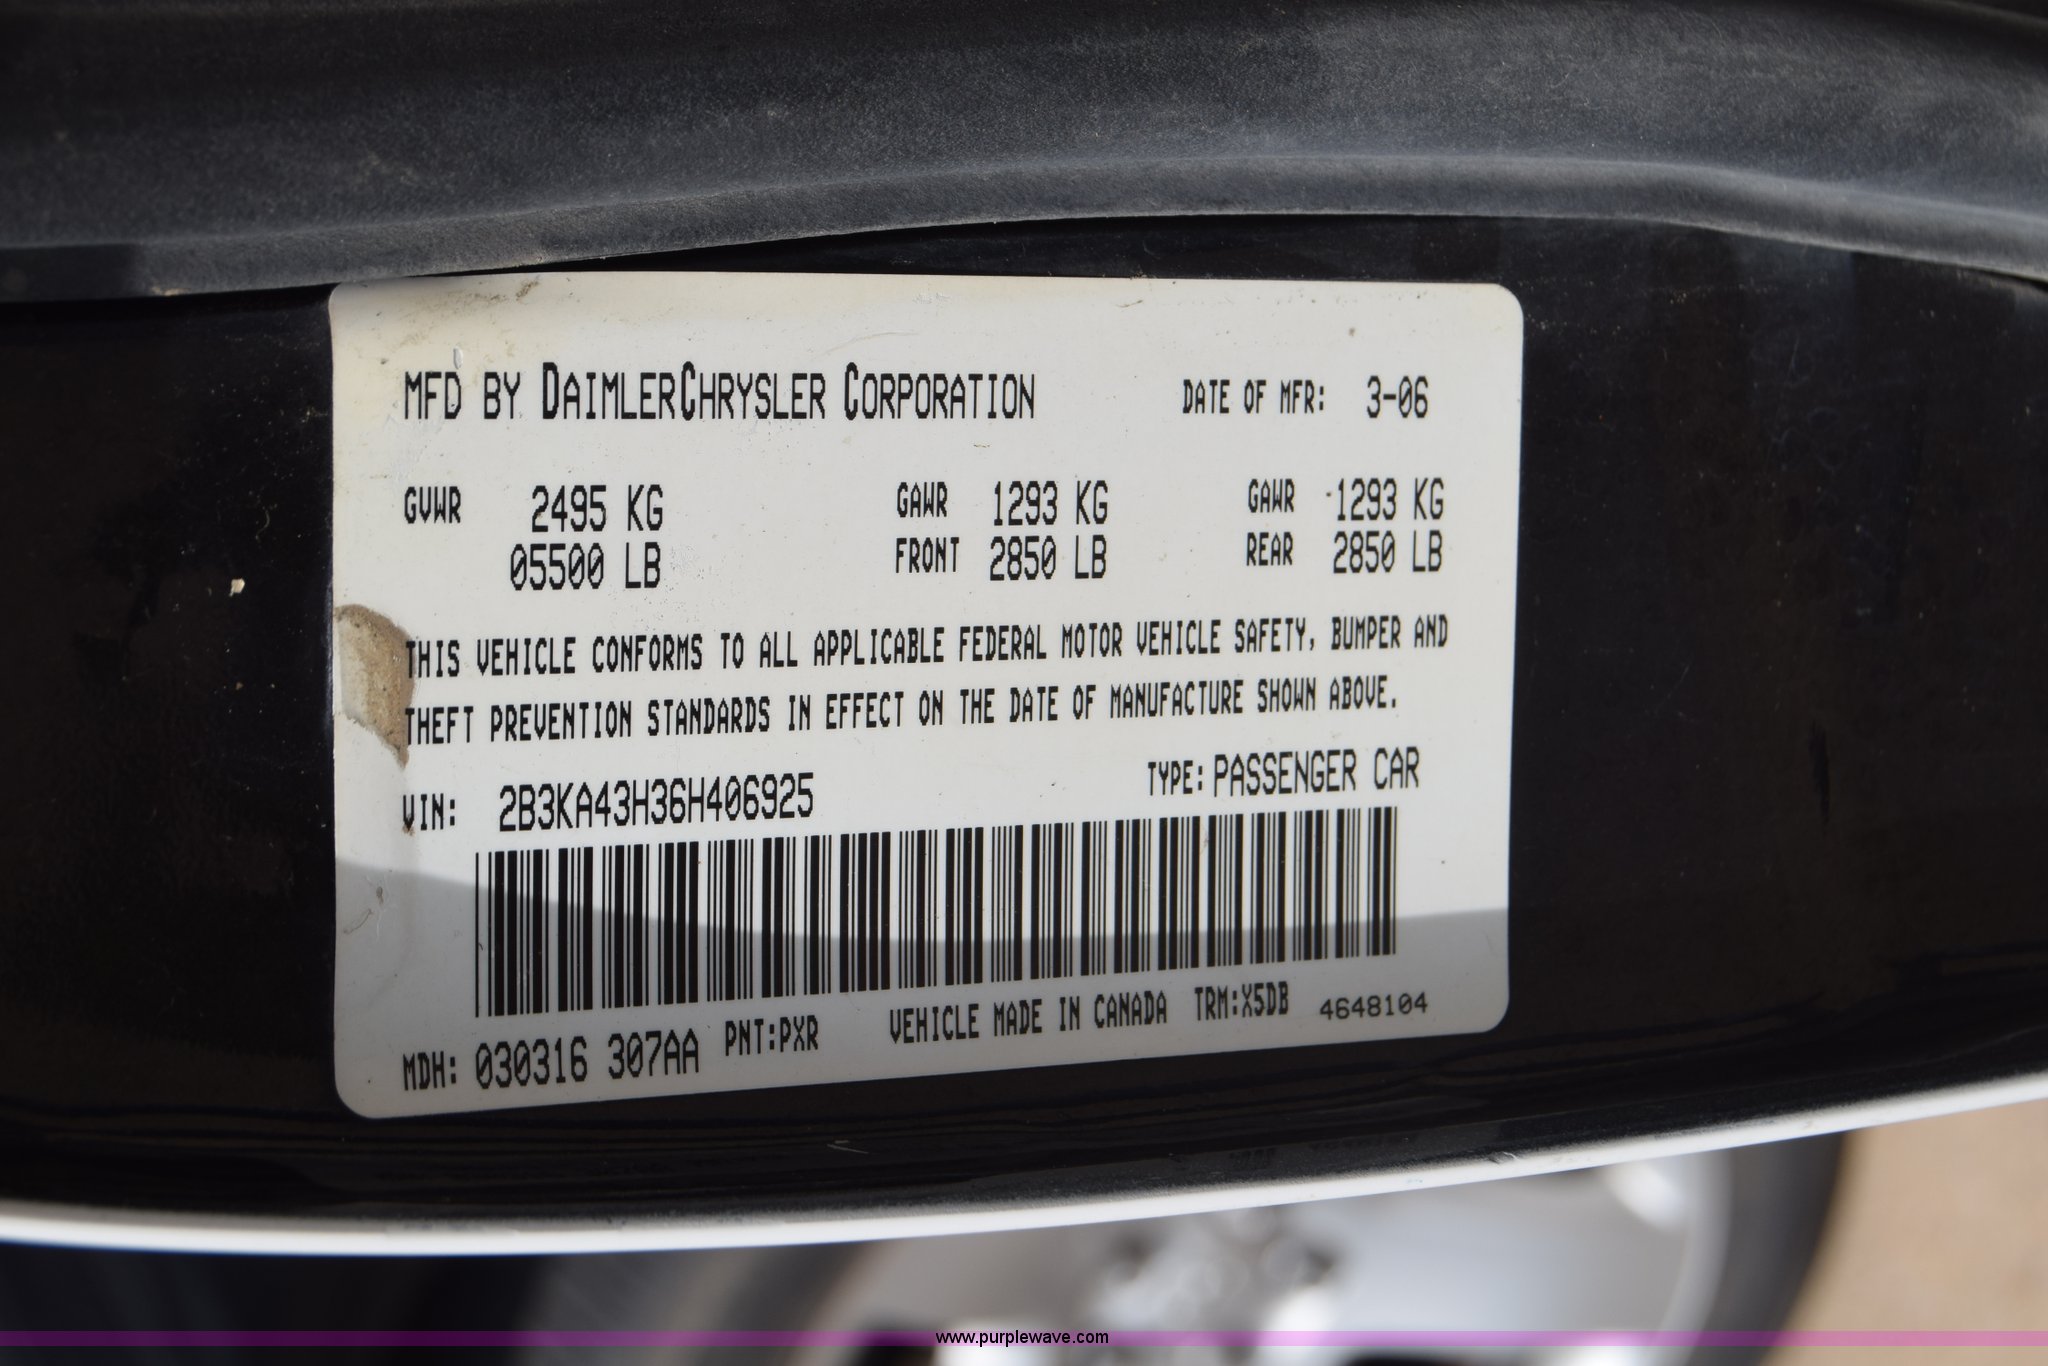 MFD BY DAIMLERCHRYSLER CORPORATION DATE OF MFR: 3-06
GVWR 2495 KG GAWR 1293 KG GAWR 1293 KG
05500 LB FRONT 2850 LB REAR 2850 LB
THIS VEHICLE CONFORMS TO ALL APPLICABLE FEDERAL MOTOR VEHICLE SAFETY, BUMPER AND
THEFT PREVENTION STANDARDS IN EFFECT ON THE DATE OF MANUFACTURE SHOWN ABOVE.
VIN: 2B3KA43H36H406925 TYPE: PASSENGER CAR
MDH: 030316 307AA PNT:PXR VEHICLE MADE IN CANADA TRM:X5DB 4648104
www.purplewave.com